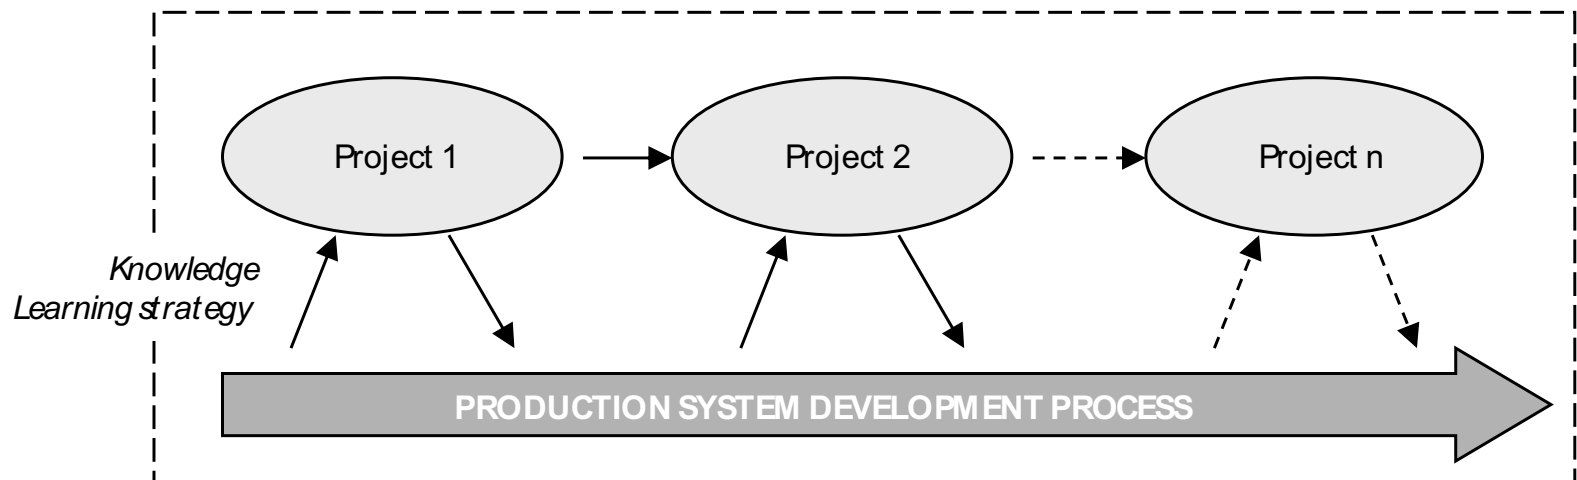 Project 1
Project 2
Project n
Knowledge
Learning strategy
PRODUCTION SYSTEM DEVELOPMENT PROCESS